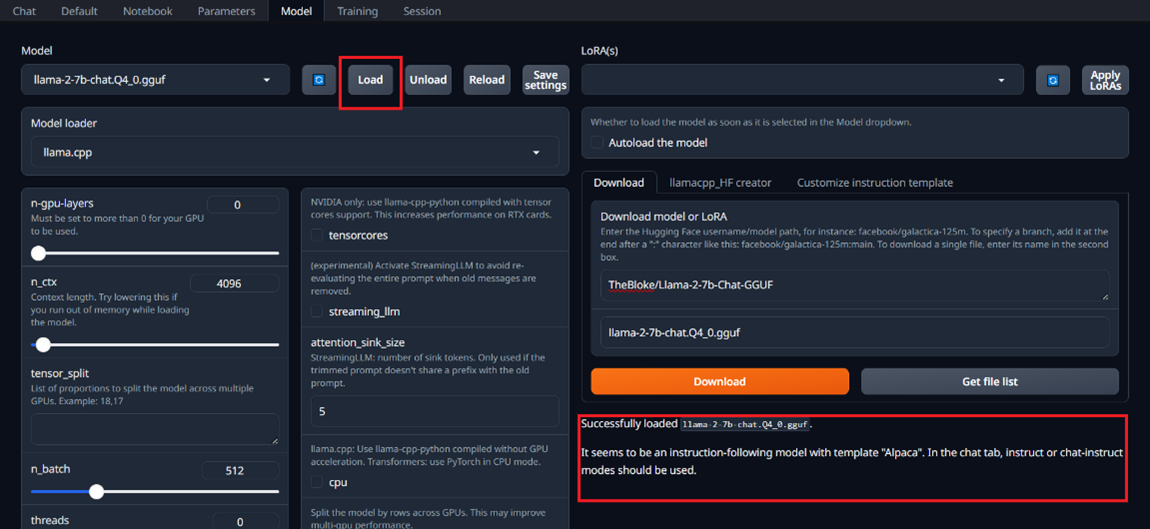 Chat Default Notebook Parameters Model Training Session
Model
llama-2-7b-chat.Q4_0.gguf
Load
Unload
Reload
Save
settings
Model loader
llama.cpp
n-gpu-layers
0
Must be set to more than 0 for your GPU
to be used.
n_ctx
4096
Context length. Try lowering this if
you run out of memory while loading
the model.
tensor_split
List of proportions to split the model across multiple
GPUs. Example: 18,17
n_batch
512
threads
0
NVIDIA only: use llama-cpp-python compiled with tensor
cores support. This increases performance on RTX cards.
tensorcores
(experimental) Activate StreamingLLM to avoid re-
evaluating the entire prompt when old messages are
removed.
streaming_llm
attention_sink_size
StreamingLLM: number of sink tokens. Only used if the
trimmed prompt doesn't share a prefix with the old
prompt.
5
llama.cpp: Use llama-cpp-python compiled without GPU
acceleration. Transformers: use PyTorch in CPU mode.
cpu
Split the model by rows across GPUs. This may improve
multi-gpu performance.
LoRA(s)
Apply
LoRAs
Whether to load the model as soon as it is selected in the Model dropdown.
Autoload the model
Download llamacpp_HF creator Customize instruction template
Download model or LoRA
Enter the Hugging Face username/model path, for instance: facebook/galactica-125m. To specify a branch, add it at the
end after a ":" character like this: facebook/galactica-125m:main. To download a single file, enter its name in the second
box.
TheBloke/Llama-2-7b-Chat-GGUF
llama-2-7b-chat.Q4_0.gguf
Download
Get file list
Successfully loaded llama-2-7b-chat.Q4_0.gguf.
It seems to be an instruction-following model with template "Alpaca". In the chat tab, instruct or chat-instruct
modes should be used.